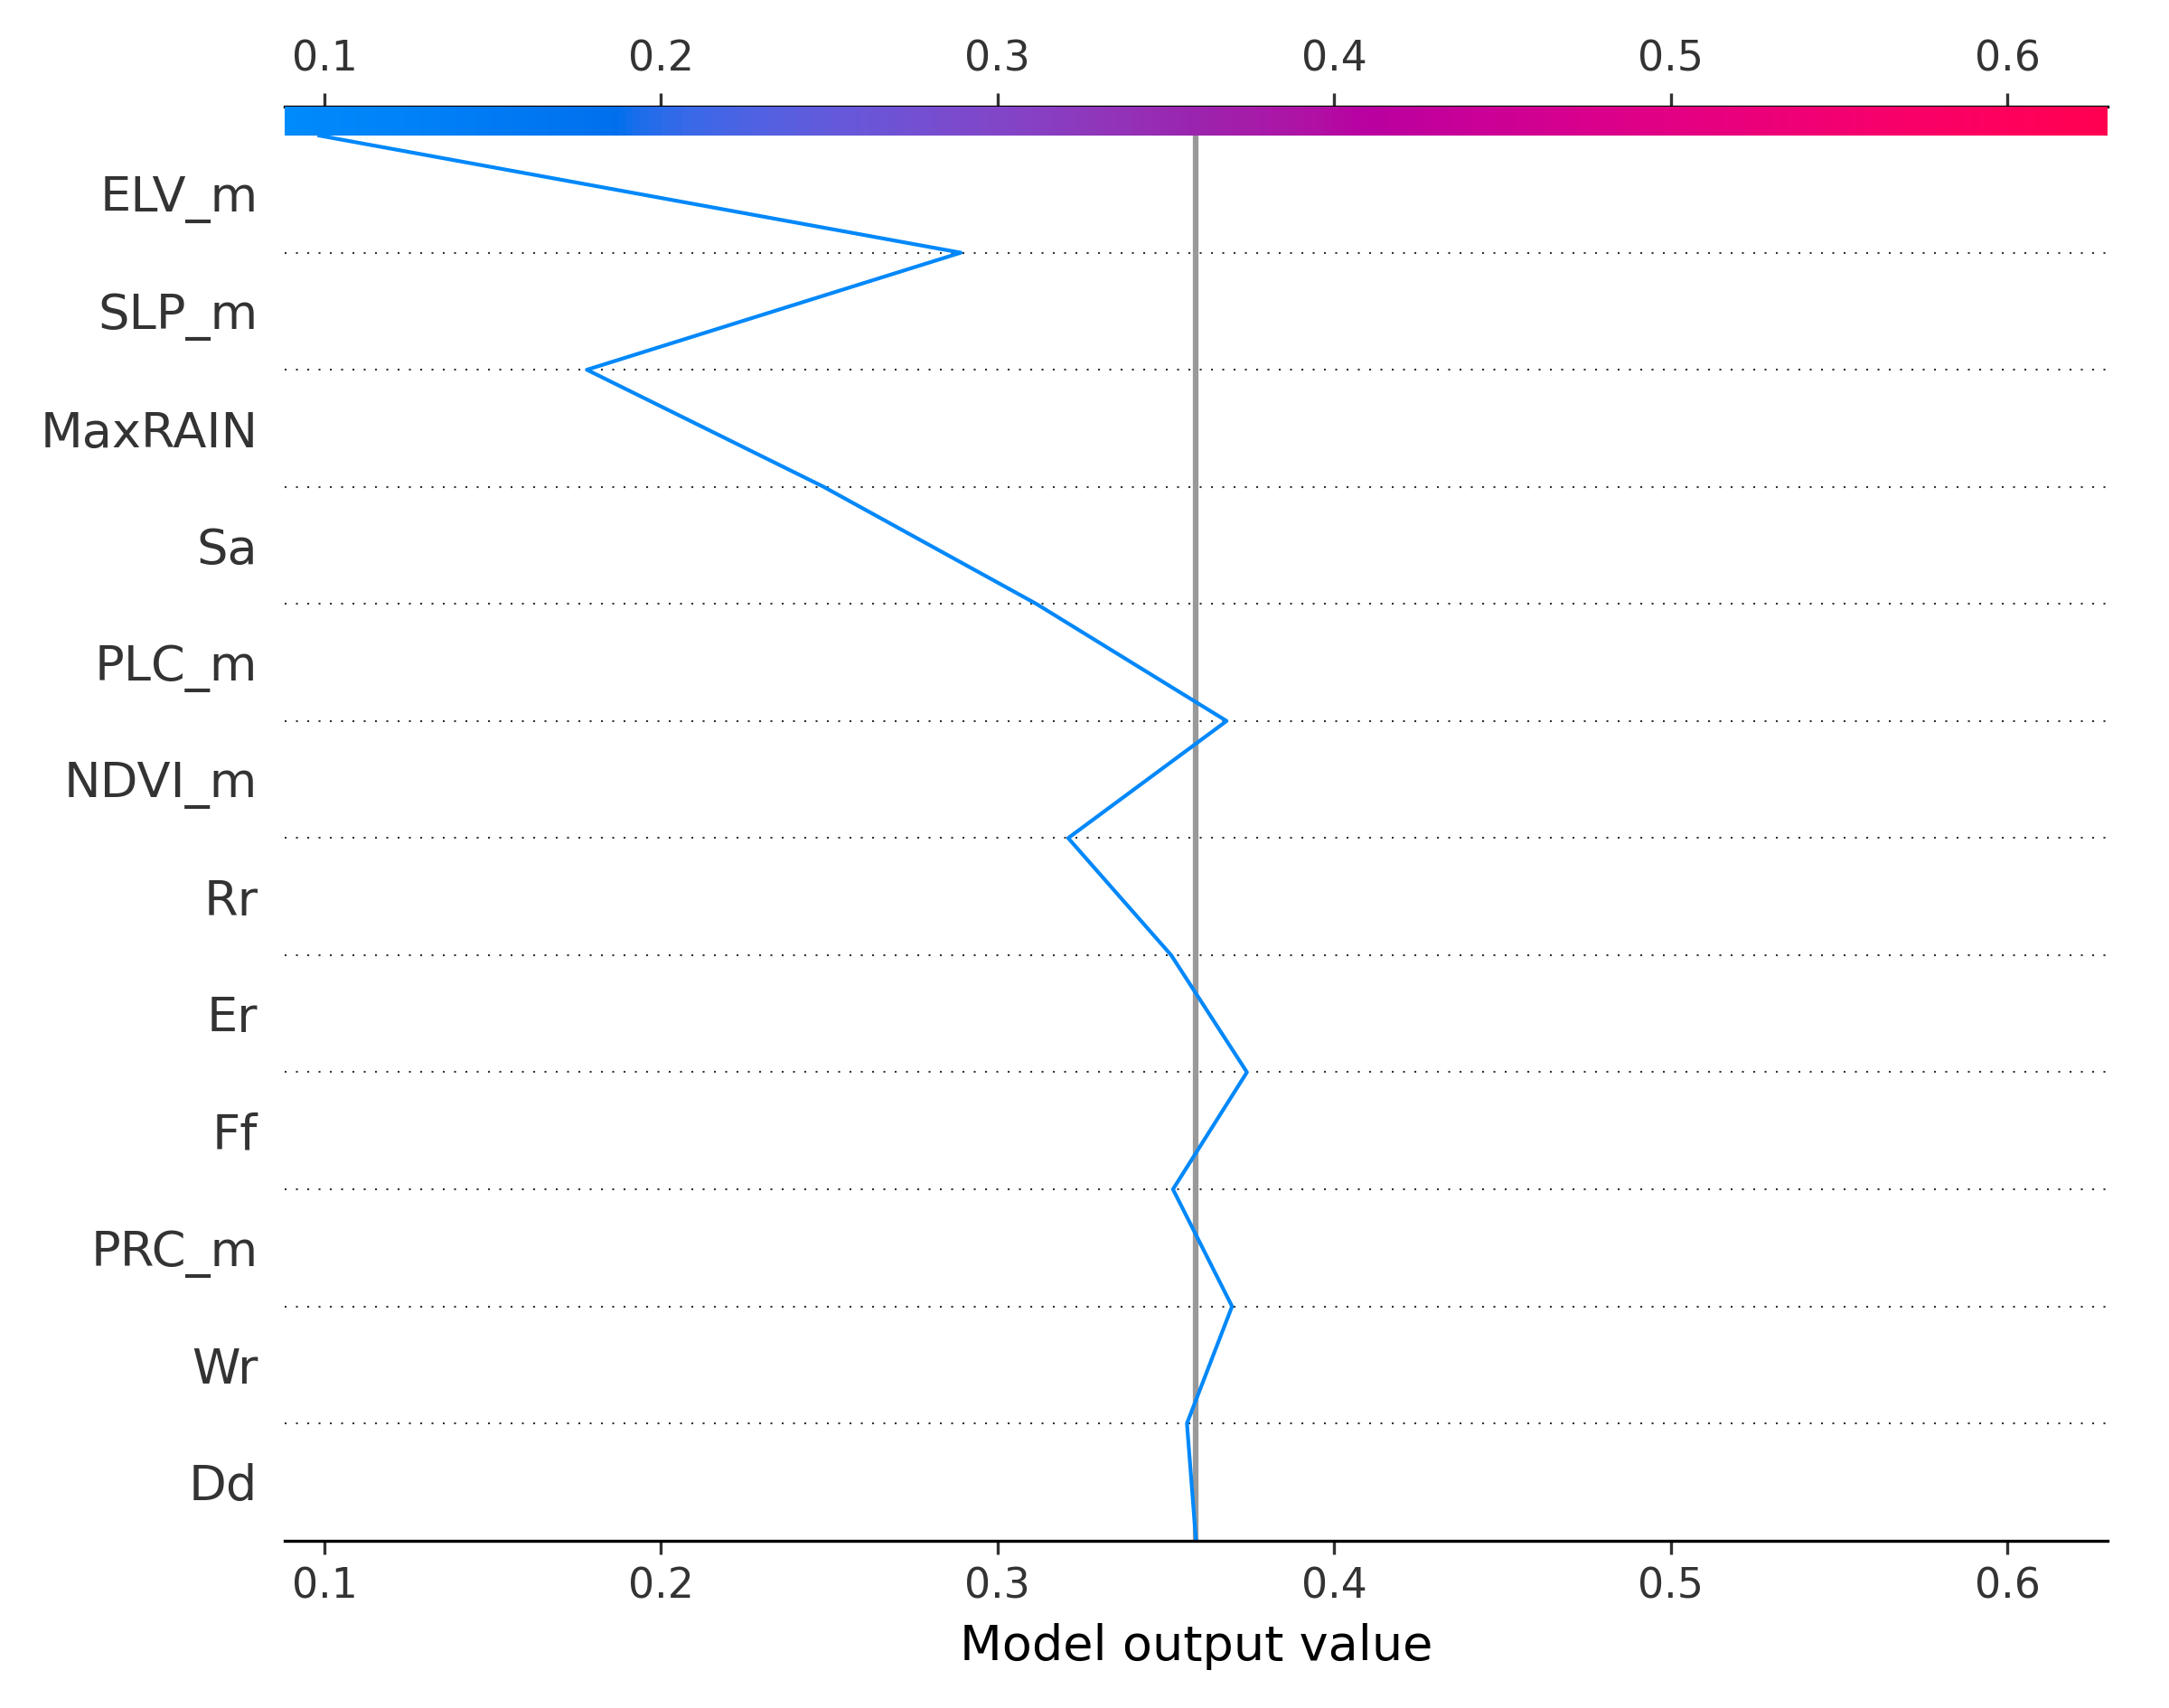 0.1 0.2 0.3 0.4 0.5 0.6
ELV_m
SLP_m
MaxRAIN
Sa
PLC_m
NDVI_m
Rr
Er
Ff
PRC_m
Wr
Dd
0.1 0.2 0.3 0.4 0.5 0.6
Model output value